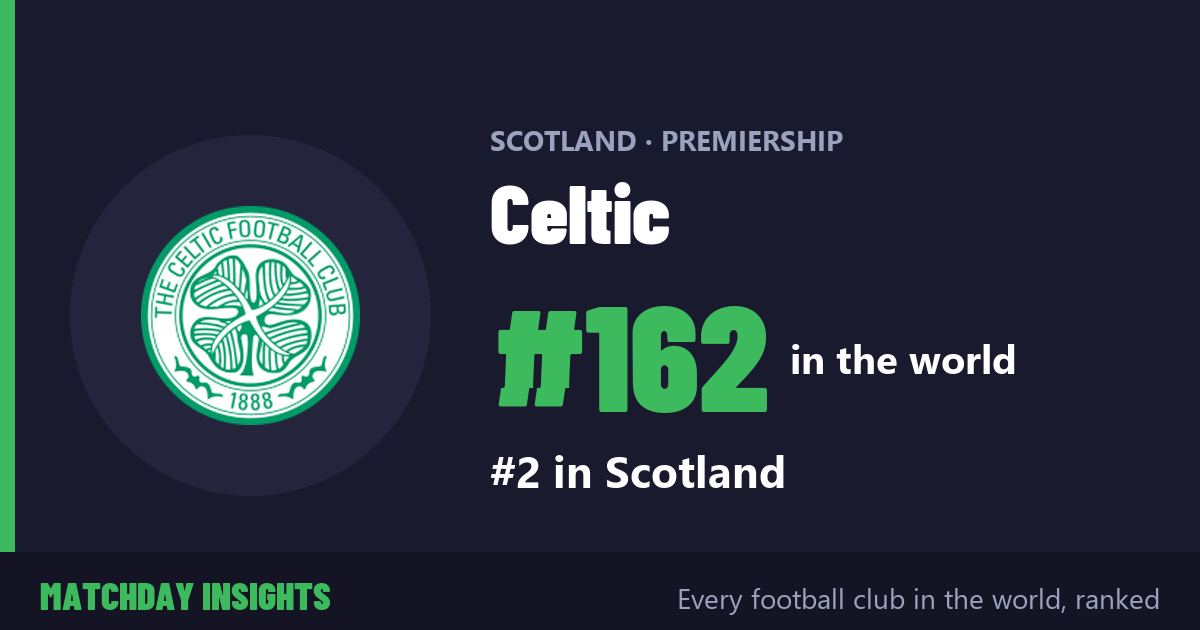 SCOTLAND · PREMIERSHIP
Celtic
THE CELTIC FOOTBALL CLUB
1888
#162 in the world
#2 in Scotland
MATCHDAY INSIGHTS
Every football club in the world, ranked